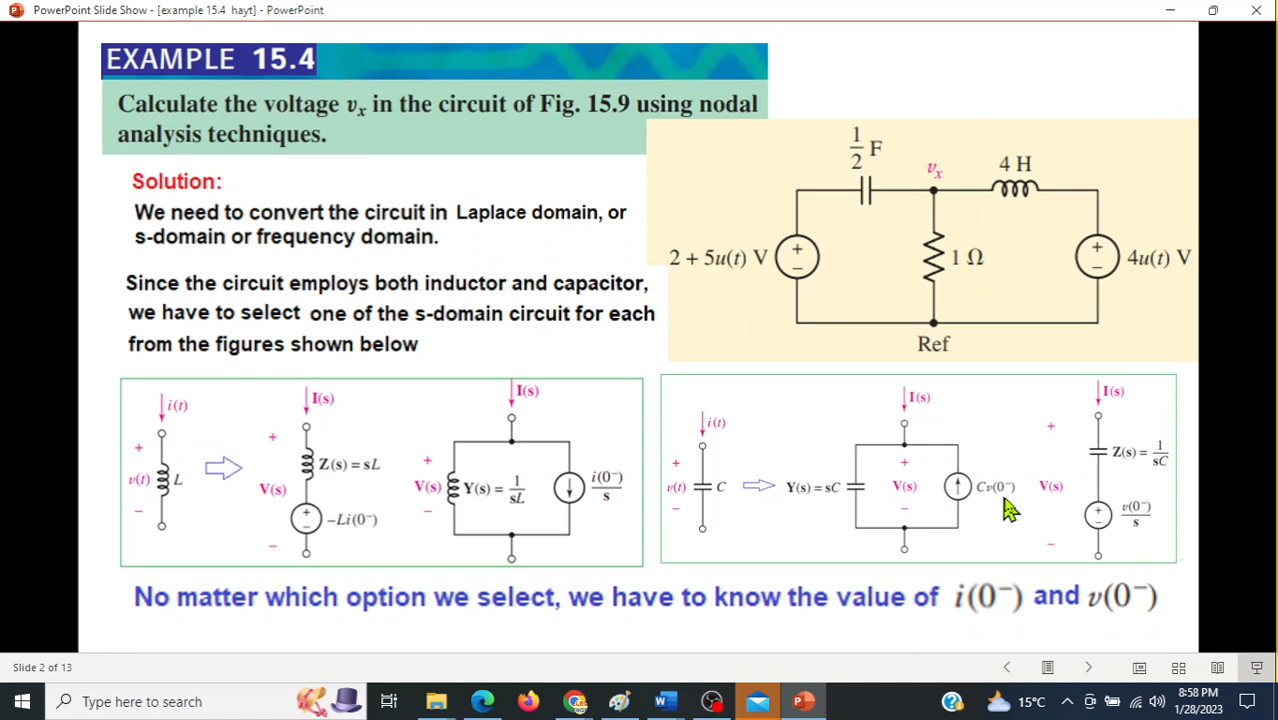 PowerPoint Slide Show - [example 15.4 hayt] - PowerPoint
EXAMPLE 15.4
Calculate the voltage vx in the circuit of Fig. 15.9 using nodal
analysis techniques.
Solution:
We need to convert the circuit in Laplace domain, or
s-domain or frequency domain.
Since the circuit employs both inductor and capacitor,
we have to select one of the s-domain circuit for each
from the figures shown below
1/2 F
vx
4 H
2 + 5u(t) V
+
−
1 Ω
+
−
4u(t) V
Ref
i(t)
+
v(t)
−
L
I(s)
+
Z(s) = sL
V(s)
+
−
−Li(0−)
−
I(s)
+
V(s)
−
Y(s) = 1/sL
i(0−)/s
i(t)
+
v(t)
−
C
I(s)
Y(s) = sC
+
V(s)
−
Cv(0−)
I(s)
+
Z(s) = 1/sC
V(s)
+
−
v(0−)/s
−
No matter which option we select, we have to know the value of i(0−) and v(0−)
Slide 2 of 13
Type here to search
15°C
8:58 PM
1/28/2023